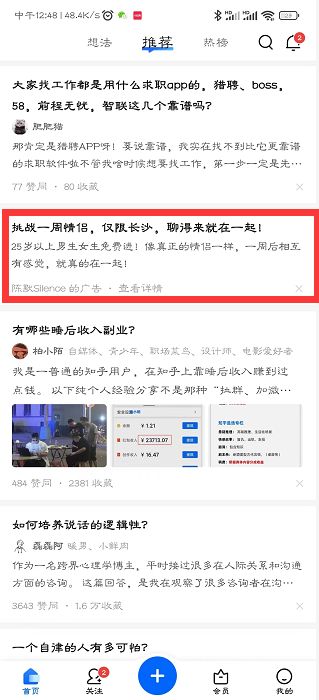 中午12:48 | 48.4K/s
想法 推荐 热榜
2
大家找工作都是用什么求职app的，猎聘、boss，
58，前程无忧，智联这几个靠谱吗？
肥肥猫
那肯定是猎聘APP呀！要说靠谱，我实在找不到比它更靠谱
的求职软件啦不管我啥时候想要找工作，第一步一定是先…
77 赞同 · 80 收藏
挑战一周情侣，仅限长沙，聊得来就在一起！
25岁以上男生女生免费进！像真正的情侣一样，一周后相互
有感觉，就真的在一起！
陈默Silence 的广告 · 查看详情
有哪些睡后收入副业？
柏小陌 自媒体、青少年、职场菜鸟、设计师、电影爱好者
我是一普通的知乎用户，在知乎上靠睡后收入赚到过
点钱。 以下纯个人经验分享不是那种“拉群、加微…
¥ 1.21
¥ 23713.07
¥ 16.47
484 赞同 · 2381 收藏
如何培养说话的逻辑性？
磊磊阿 暖男、小鲜肉
作为一名跨界心理学博主，平时接过很多在人际关系和沟通
方面的咨询。 这篇回答，是我在观察了很多咨询者在沟…
3643 赞同 · 1.6 万收藏
一个自律的人有多可怕？
2
首页 关注 会员 我的